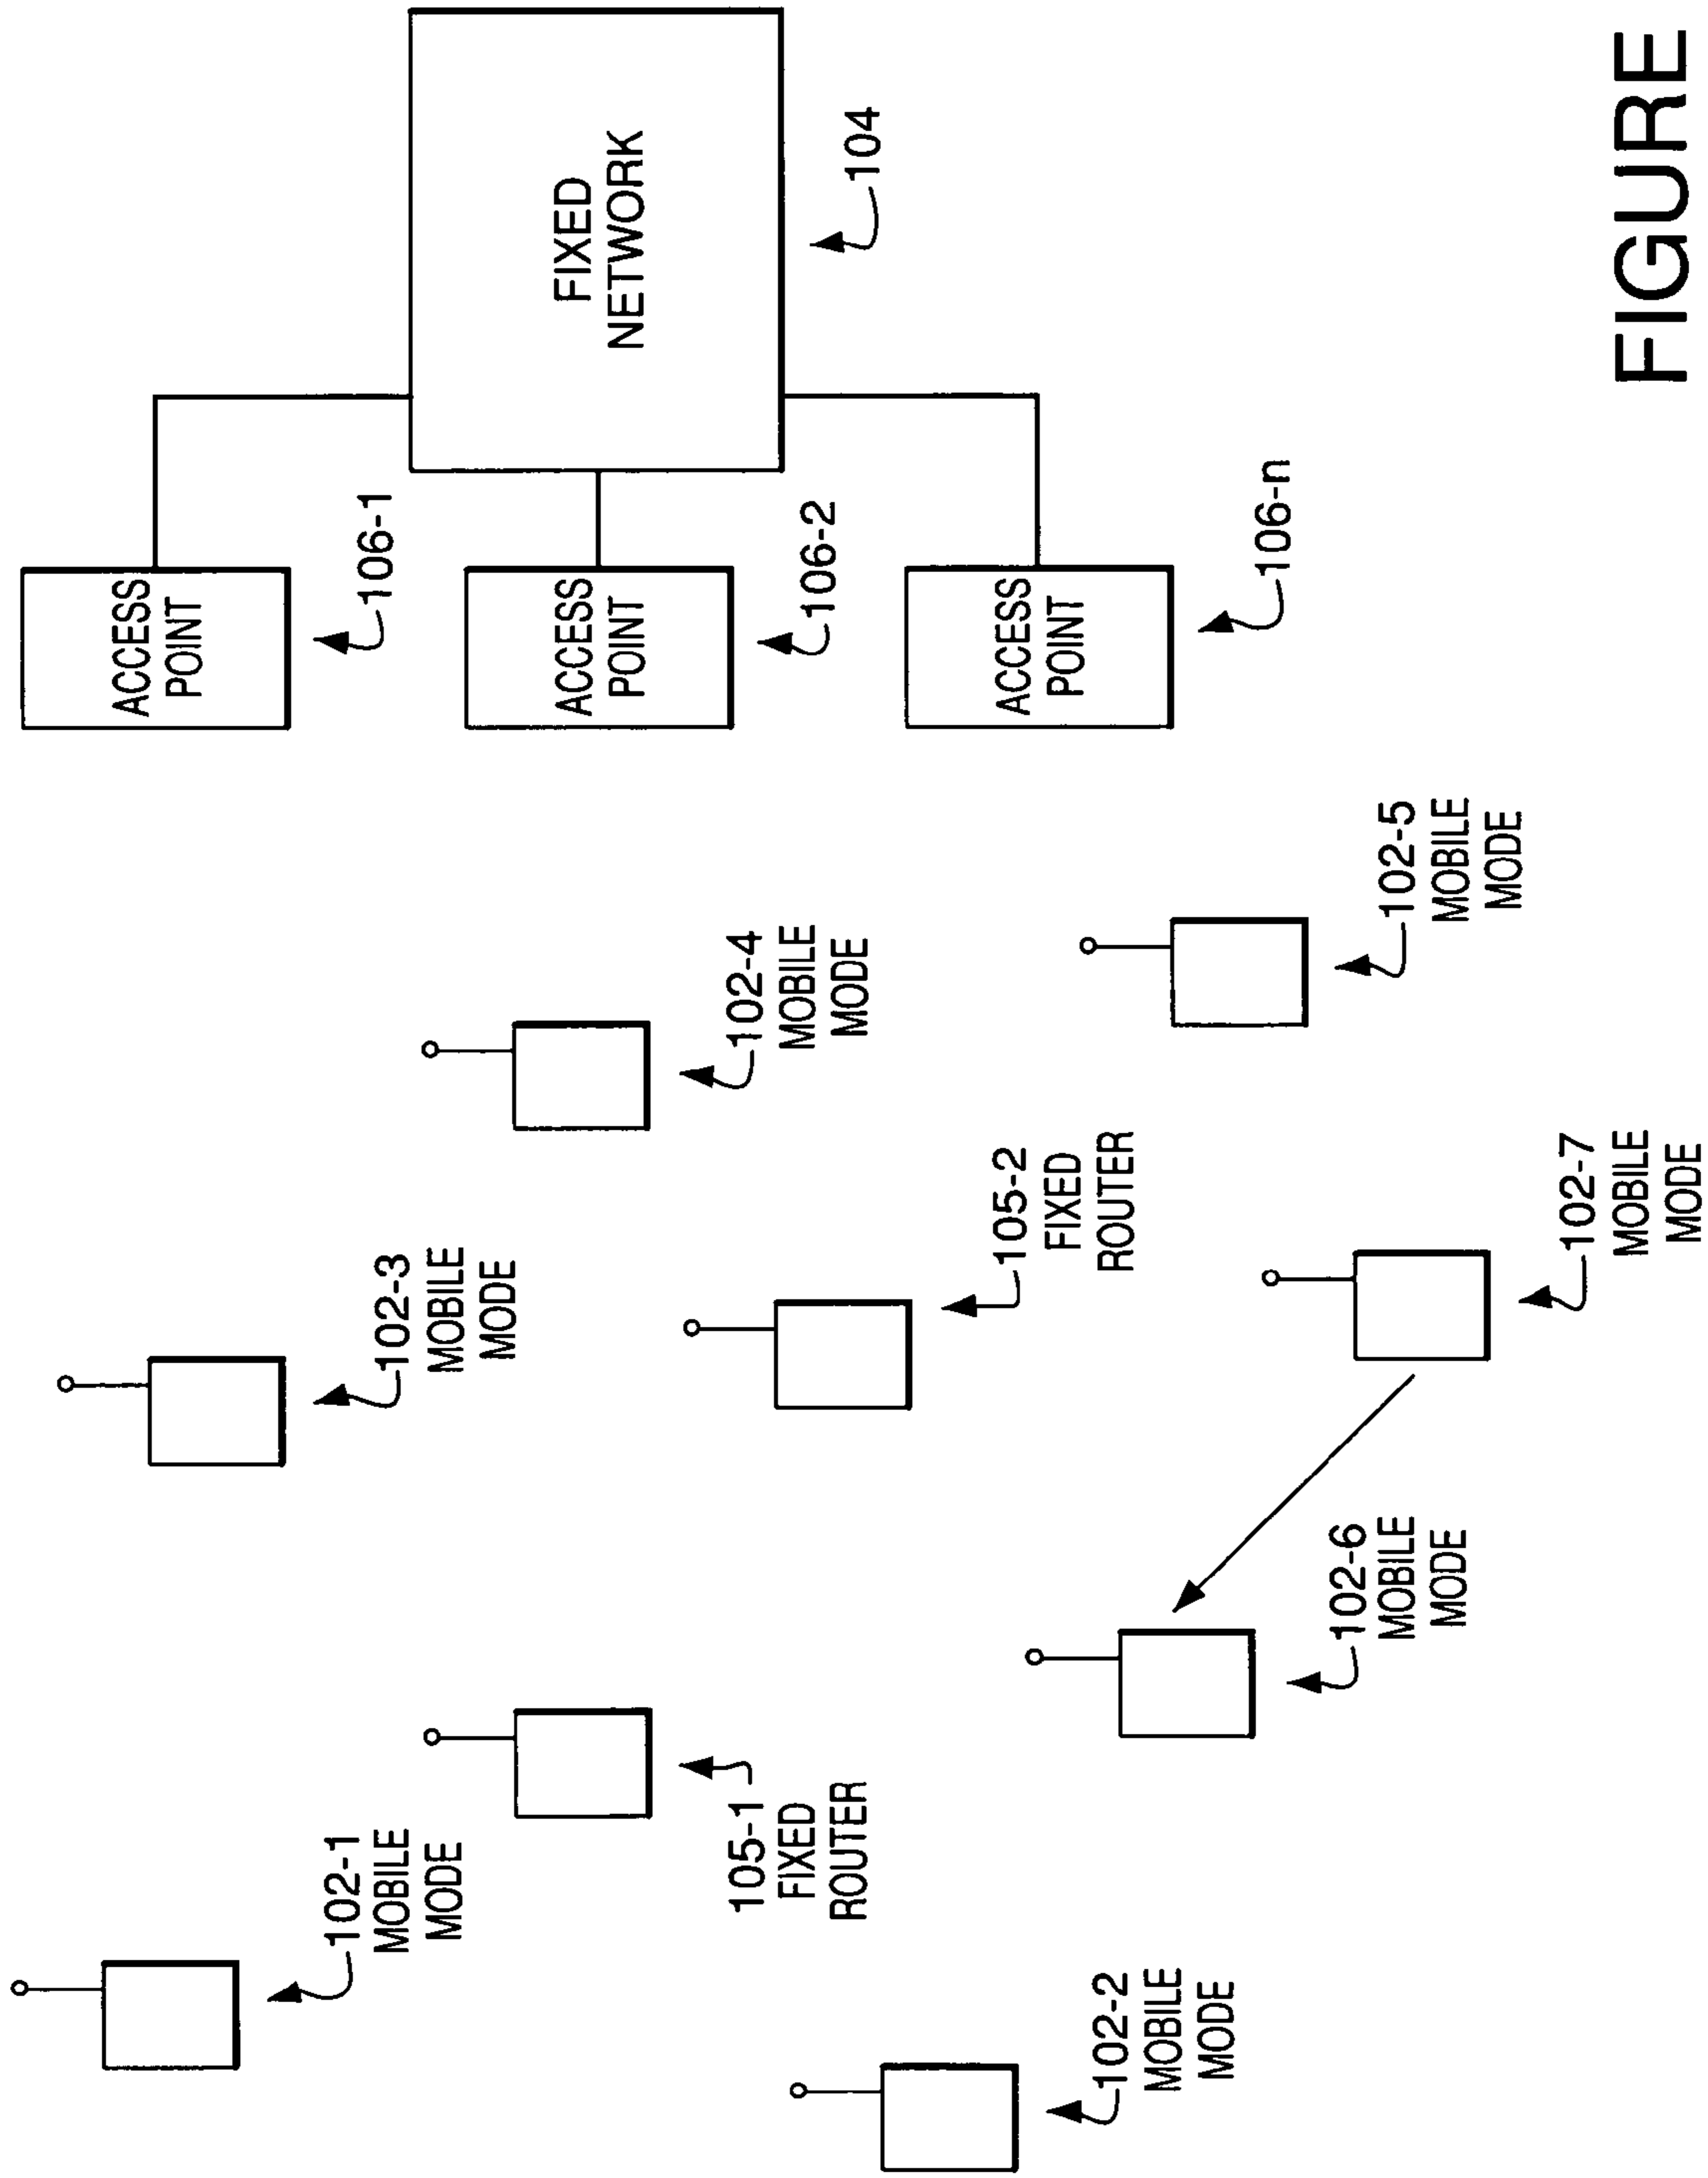 102-1
MOBILE
MODE
102-3
MOBILE
MODE
ACCESS
POINT
106-1
105-1
FIXED
ROUTER
102-4
MOBILE
MODE
ACCESS
POINT
106-2
FIXED
NETWORK
104
105-2
FIXED
ROUTER
102-2
MOBILE
MODE
102-6
MOBILE
MODE
102-5
MOBILE
MODE
ACCESS
POINT
106-n
102-7
MOBILE
MODE
FIGURE